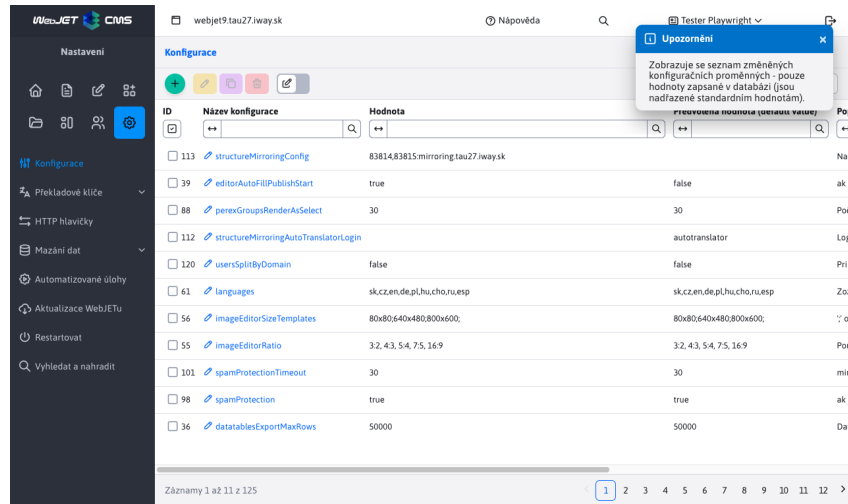 WebJET CMS
webjet9.tau27.iway.sk
Nápověda
Tester Playwright
Nastavení
Konfigurace
Upozornění
×
Zobrazuje se seznam změněných
konfiguračních proměnných - pouze
hodnoty zapsané v databázi (jsou
nadřazené standardním hodnotám).
Konfigurace
Překladové klíče
HTTP hlavičky
Mazání dat
Automatizované úlohy
Aktualizace WebJETu
Restartovat
Vyhledat a nahradit
ID Název konfigurace Hodnota Předvolená hodnota (default value)
113 structureMirroringConfig 83814,83815:mirroring.tau27.iway.sk Na
39 editorAutoFillPublishStart true false ak
88 perexGroupsRenderAsSelect 30 30
112 structureMirroringAutoTranslatorLogin autotranslator
120 usersSplitByDomain false false Pri
61 languages sk,cz,en,de,pl,hu,cho,ru,esp sk,cz,en,de,pl,hu,cho,ru,esp
56 imageEditorSizeTemplates 80x80;640x480;800x600; 80x80;640x480;800x600;
55 imageEditorRatio 3:2, 4:3, 5:4, 7:5, 16:9 3:2, 4:3, 5:4, 7:5, 16:9
101 spamProtectionTimeout 30 30
98 spamProtection true true ak
36 datatablesExportMaxRows 50000 50000
Záznamy 1 až 11 z 125
1 2 3 4 5 6 7 8 9 10 11 12